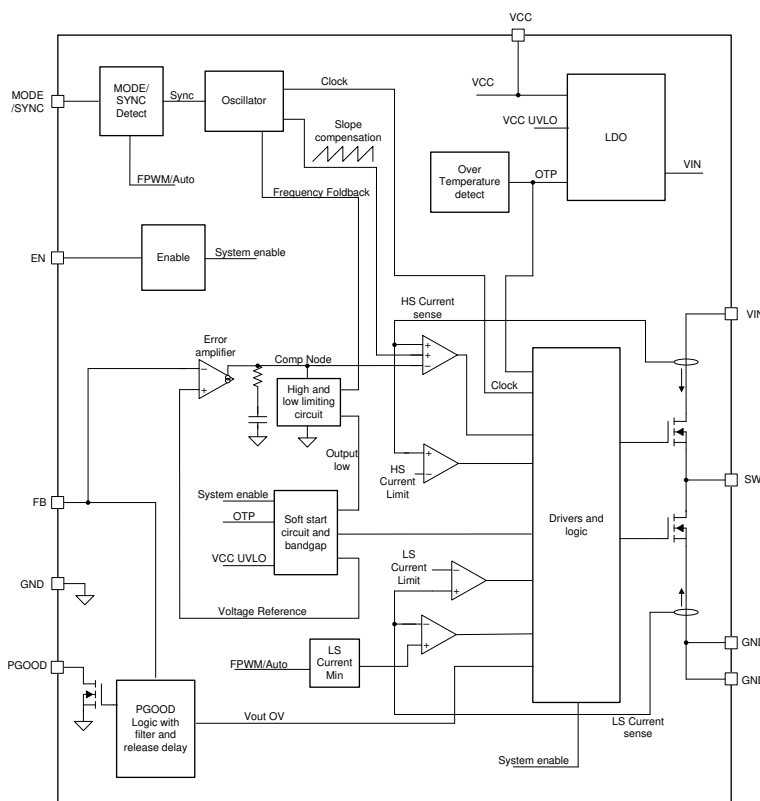 VCC
MODE
/SYNC
MODE/
SYNC
Detect
Sync
Oscillator
Clock
Slope
compensation
FPWM/Auto
Frequency Foldback
VCC
VCC UVLO
LDO
VIN
Over
Temperature
detect
OTP
EN
Enable
System enable
HS Current
sense
VIN
Error
amplifier
−
+
Comp Node
+
+
−
High and
low limiting
circuit
Clock
Output
low
+
−
HS
Current Limit
FB
System enable
OTP
VCC UVLO
Soft start
circuit and
bandgap
Drivers and
logic
SW
GND
Voltage Reference
LS
Current
Limit
−
+
−
+
PGOOD
FPWM/Auto
LS
Current
Min
GND
GND
PGOOD
Logic with
filter and
release delay
Vout OV
LS Current
sense
System enable